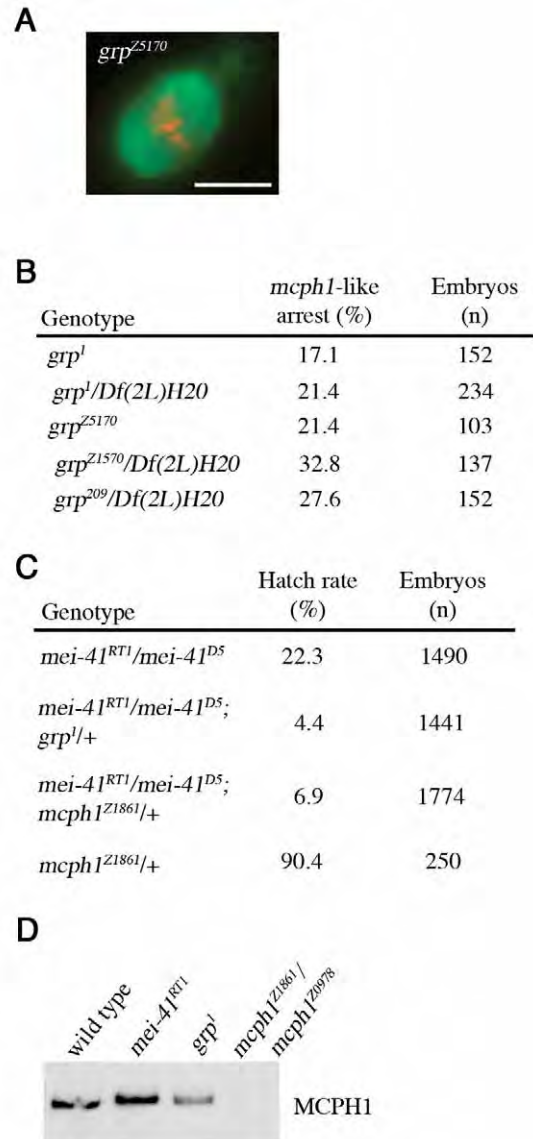 A
grpZ5170
B
Genotype mcph1-like arrest (%) Embryos (n)
grp1 17.1 152
grp1/Df(2L)H20 21.4 234
grpZ5170 21.4 103
grpZ1570/Df(2L)H20 32.8 137
grp209/Df(2L)H20 27.6 152
C
Genotype Hatch rate (%) Embryos (n)
mei-41RT1/mei-41D5 22.3 1490
mei-41RT1/mei-41D5; grp1/+ 4.4 1441
mei-41RT1/mei-41D5; mcph1Z1861/+ 6.9 1774
mcph1Z1861/+ 90.4 250
D
wild type
mei-41RT1
grp1
mcph1Z1861/
mcph1Z0978
MCPH1